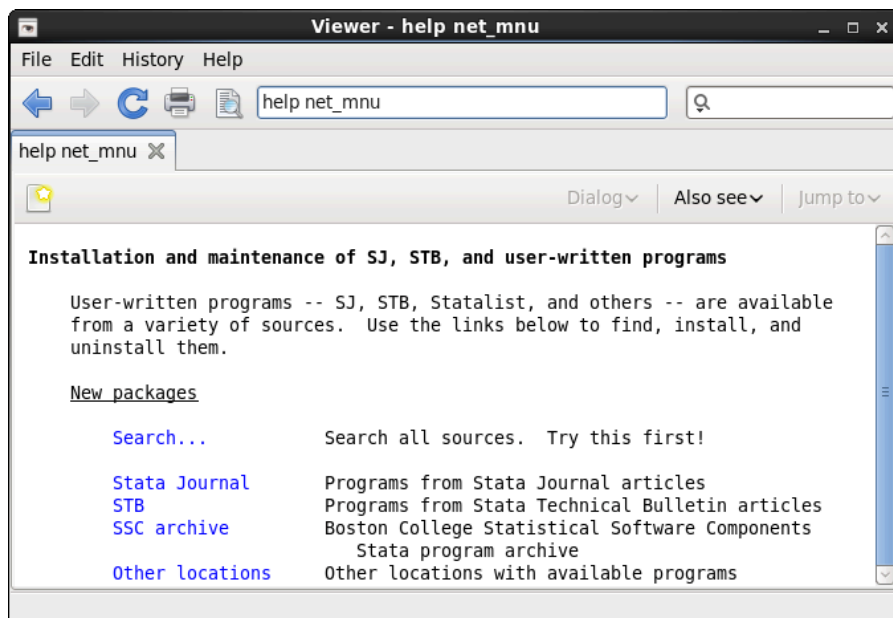 Viewer - help net_mnu
File Edit History Help
help net_mnu
help net_mnu
Dialog Also see Jump to
Installation and maintenance of SJ, STB, and user-written programs
User-written programs -- SJ, STB, Statalist, and others -- are available
from a variety of sources. Use the links below to find, install, and
uninstall them.
New packages
Search... Search all sources. Try this first!
Stata Journal Programs from Stata Journal articles
STB Programs from Stata Technical Bulletin articles
SSC archive Boston College Statistical Software Components
Stata program archive
Other locations Other locations with available programs